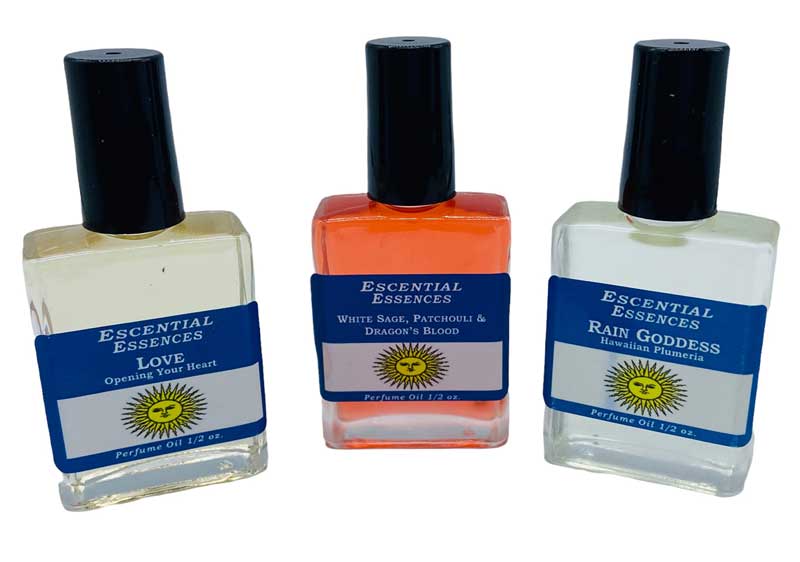 Escential
Essences
Love
Opening Your Heart
Perfume Oil 1/2 oz.
Escential
Essences
White Sage, Patchouli &
Dragon's Blood
Perfume Oil 1/2 oz.
Escential
Essences
Rain Goddess
Hawaiian Plumeria
Perfume Oil 1/2 oz.